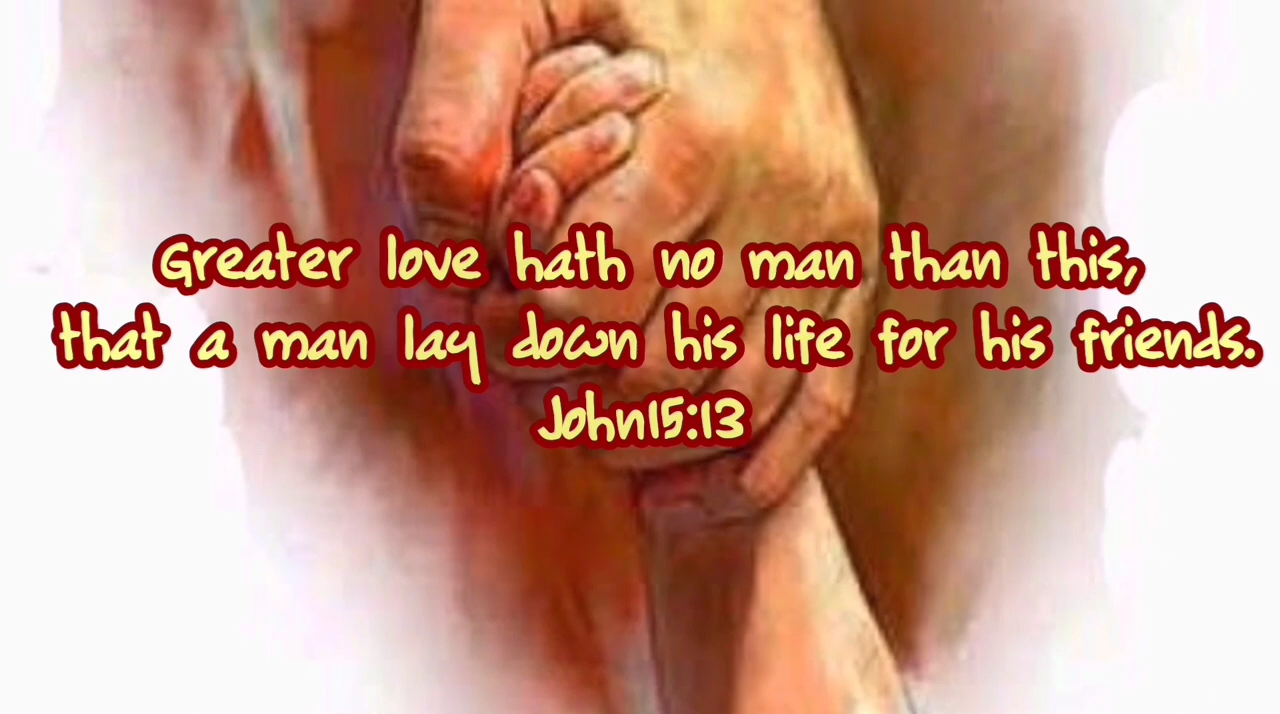 Greater love hath no man than this,
that a man lay down his life for his friends.
John15:13